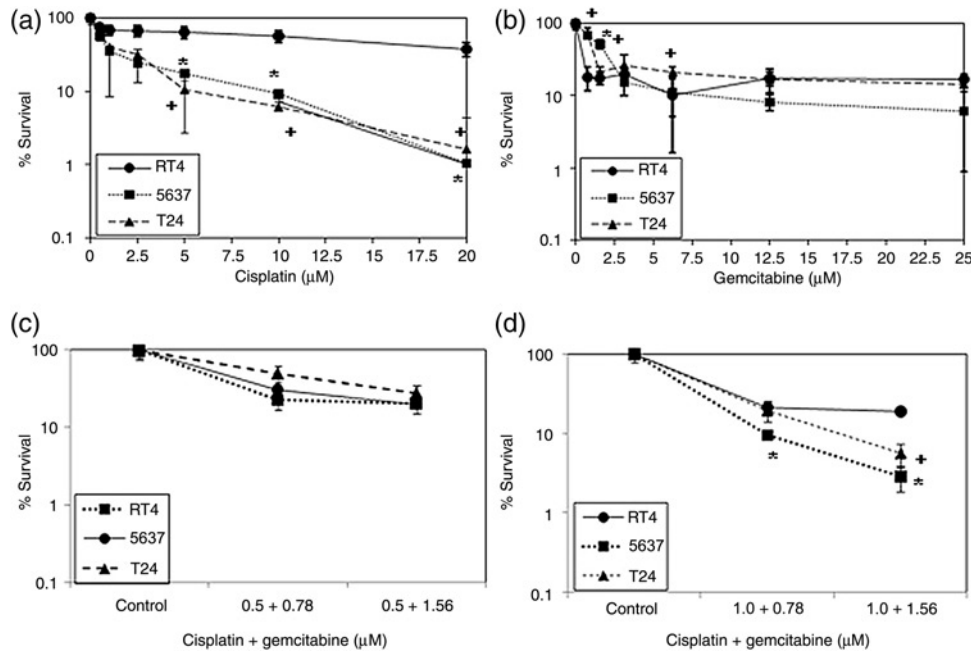 (a)
% Survival
100
10
1
0.1
RT4
5637
T24
*
*
+
+
+
*
0 2.5 5 7.5 10 12.5 15 17.5 20
Cisplatin (μM)
(b)
% Survival
100
10
1
0.1
RT4
5637
T24
+
*
+
+
0 2.5 5 7.5 10 12.5 15 17.5 20 22.5 25
Gemcitabine (μM)
(c)
% Survival
100
10
1
0.1
RT4
5637
T24
Control 0.5 + 0.78 0.5 + 1.56
Cisplatin + gemcitabine (μM)
(d)
% Survival
100
10
1
0.1
RT4
5637
T24
*
+
*
Control 1.0 + 0.78 1.0 + 1.56
Cisplatin + gemcitabine (μM)